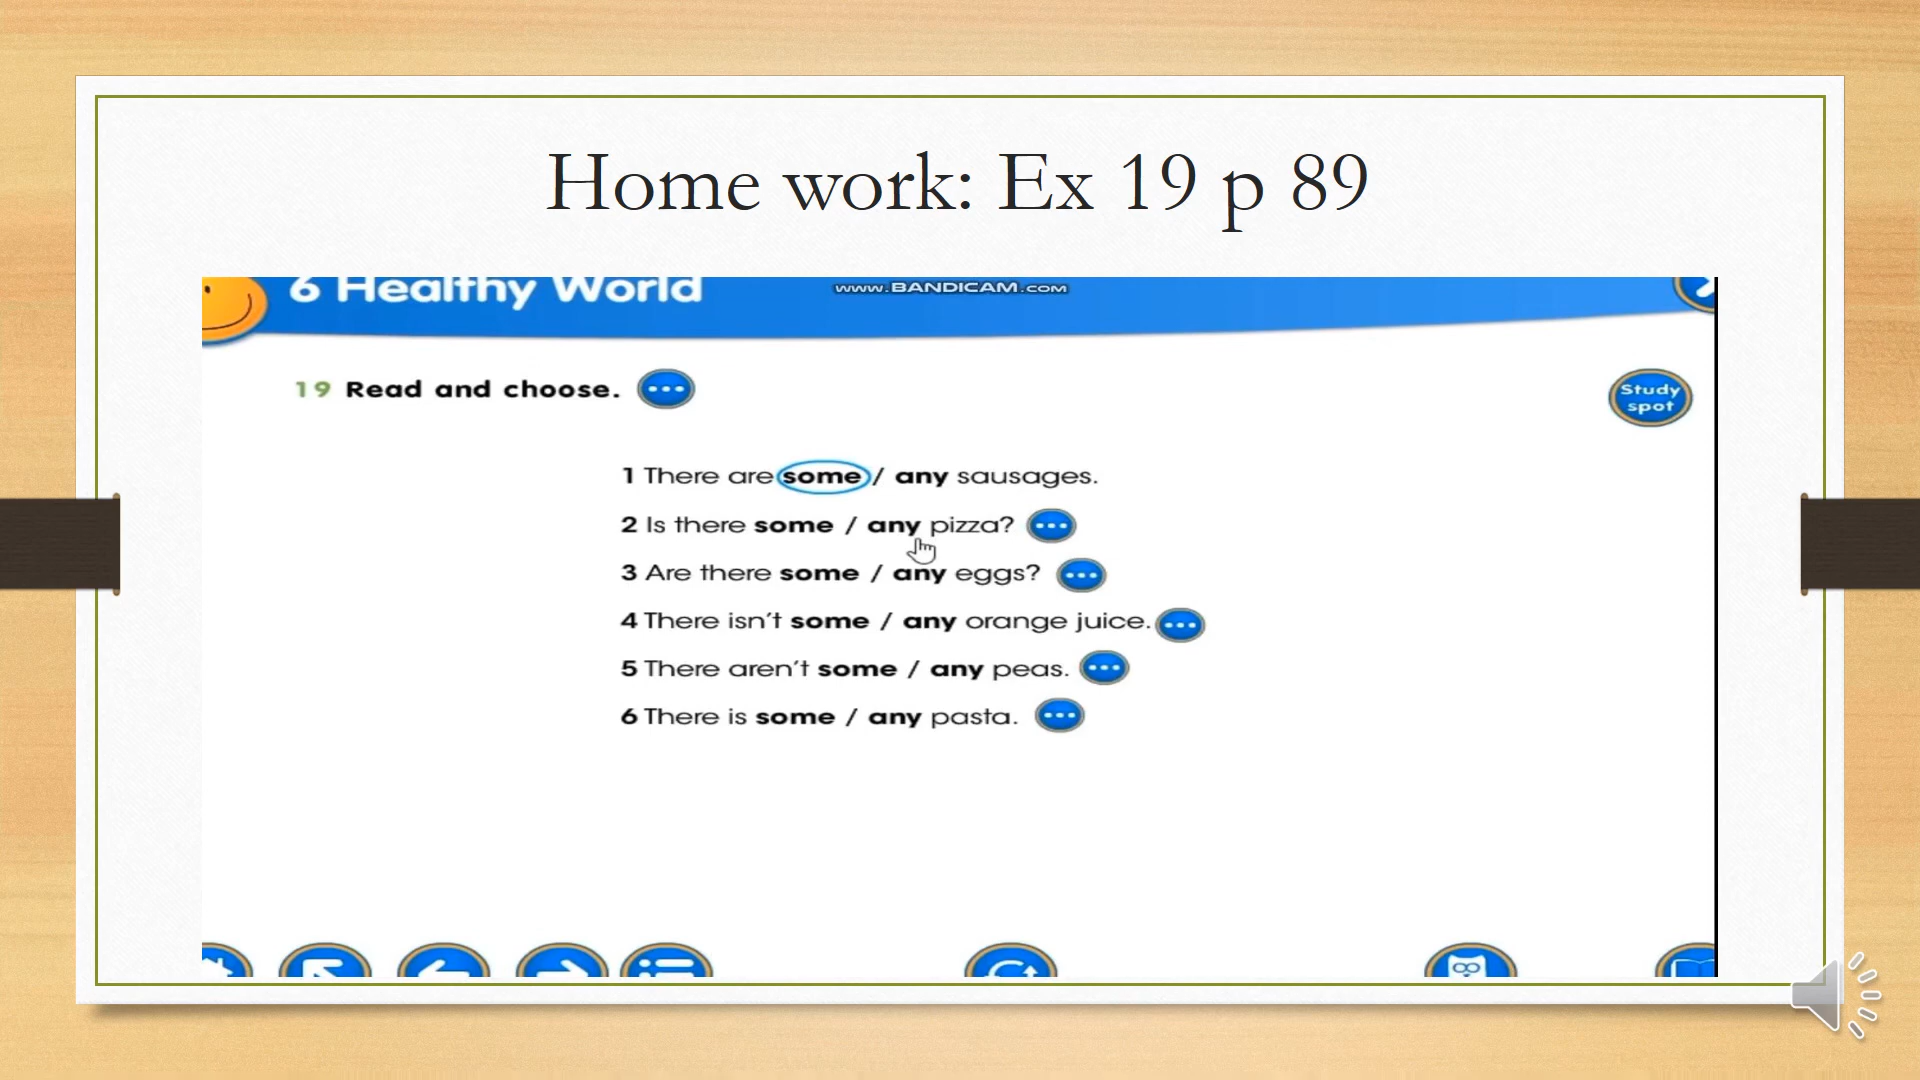 Home work: Ex 19 p 89
6 Healthy World
www.BANDICAM.com
19 Read and choose.
Study
spot
1 There are some / any sausages.
2 Is there some / any pizza?
3 Are there some / any eggs?
4 There isn't some / any orange juice.
5 There aren't some / any peas.
6 There is some / any pasta.